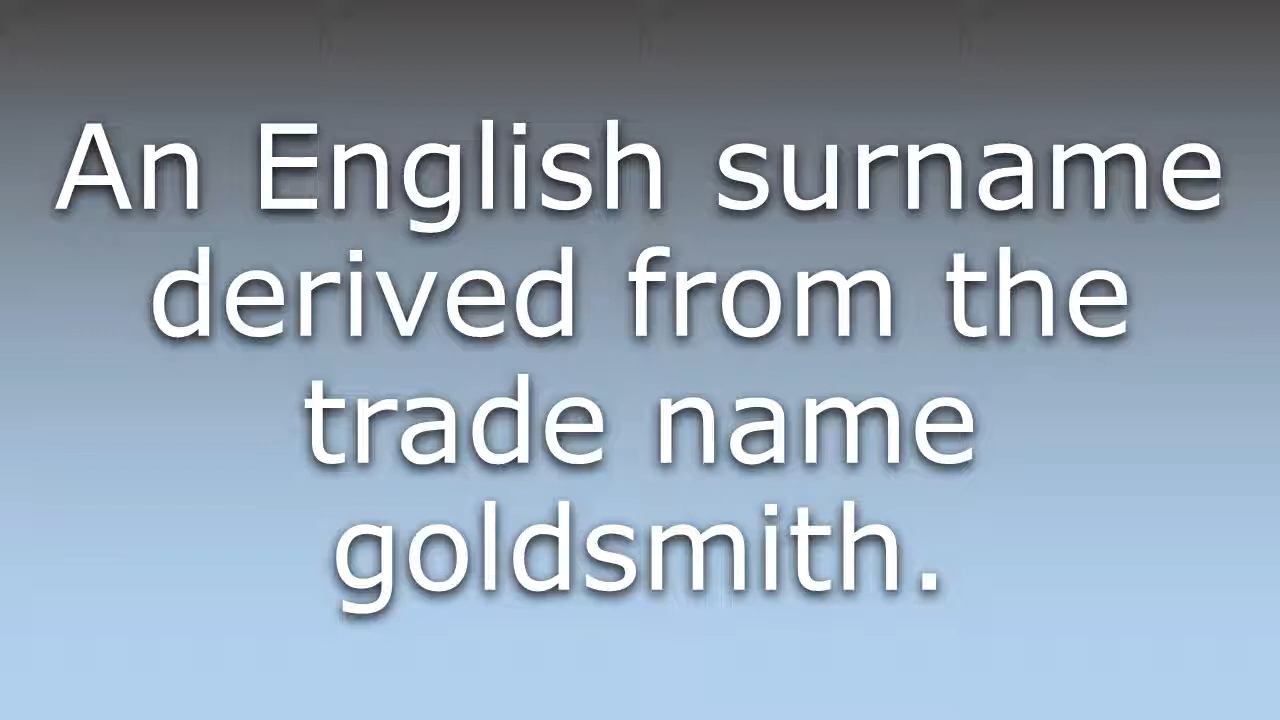 An English surname
derived from the
trade name
goldsmith.